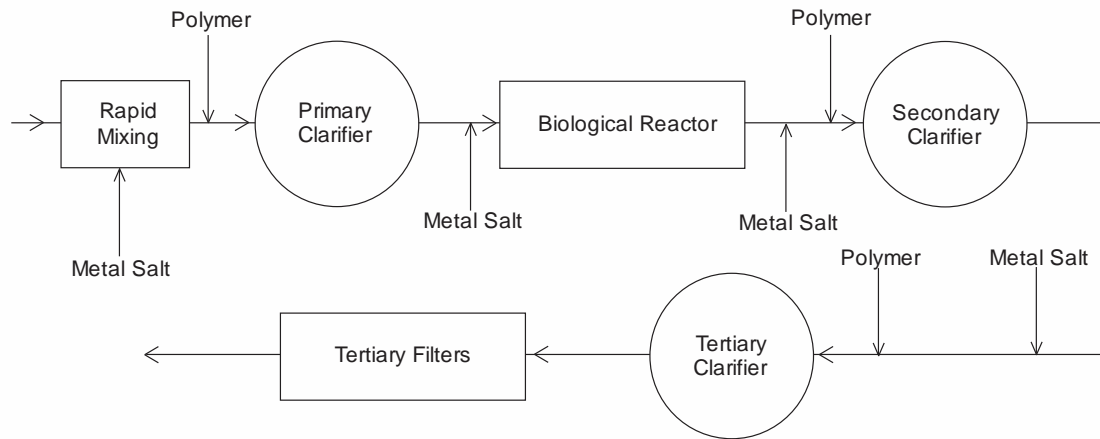 Polymer
Polymer
Rapid
Mixing
Primary
Clarifier
Biological Reactor
Secondary
Clarifier
Metal Salt
Metal Salt
Metal Salt
Polymer
Metal Salt
Tertiary Filters
Tertiary
Clarifier